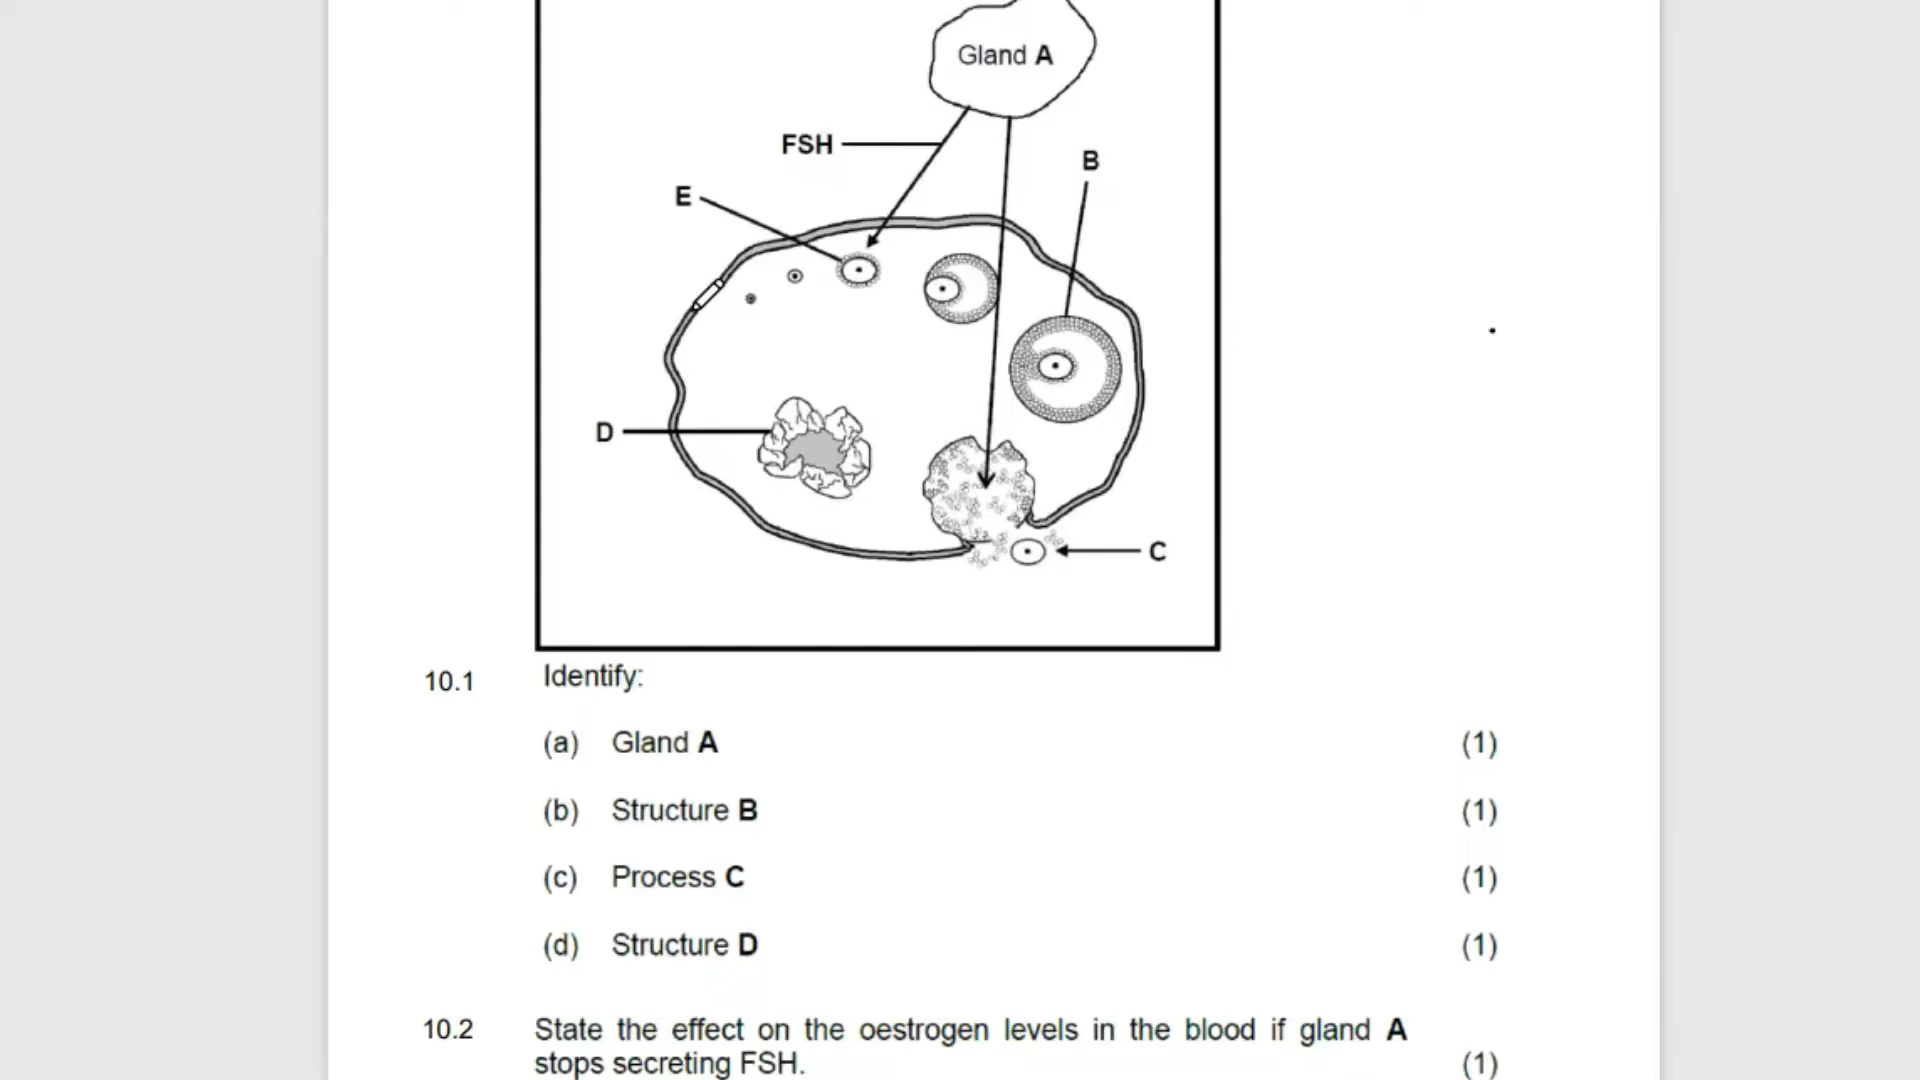 Gland A
FSH
B
E
D
C
10.1 Identify:
(a) Gland A (1)
(b) Structure B (1)
(c) Process C (1)
(d) Structure D (1)
10.2 State the effect on the oestrogen levels in the blood if gland A
stops secreting FSH. (1)